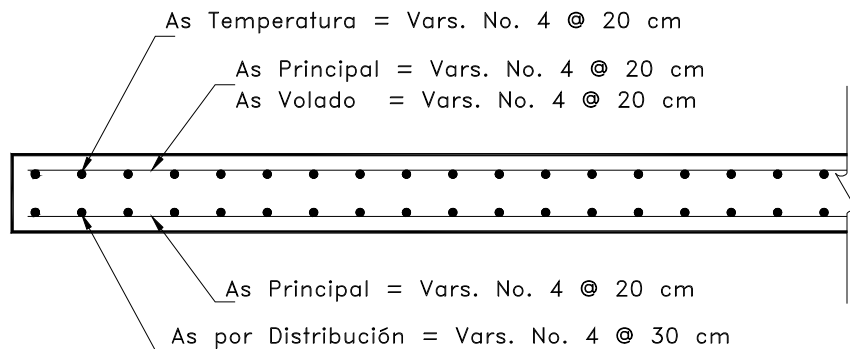 As Temperatura = Vars. No. 4 @ 20 cm
As Principal = Vars. No. 4 @ 20 cm
As Volado = Vars. No. 4 @ 20 cm
As Principal = Vars. No. 4 @ 20 cm
As por Distribución = Vars. No. 4 @ 30 cm